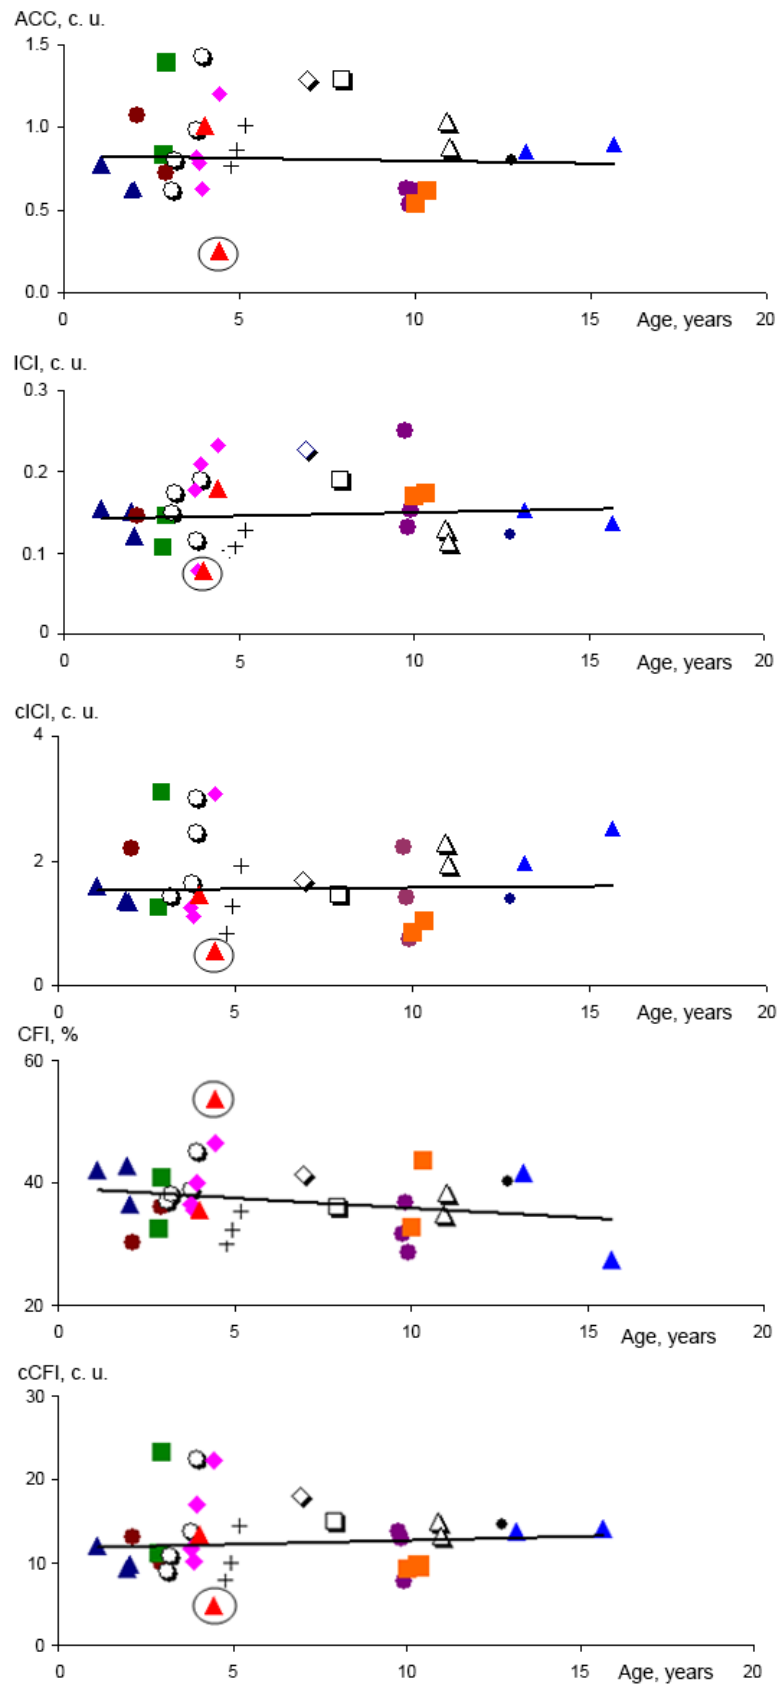 ACC, c. u.
1.5
1.0
0.5
0.0
0 5 10 15 20
Age, years
ICI, c. u.
0.3
0.2
0.1
0
0 5 10 15 20
Age, years
cICI, c. u.
4
2
0
0 5 10 15 20
Age, years
CFI, %
60
40
20
0 5 10 15 20
Age, years
cCFI, c. u.
30
20
10
0
0 5 10 15 20
Age, years